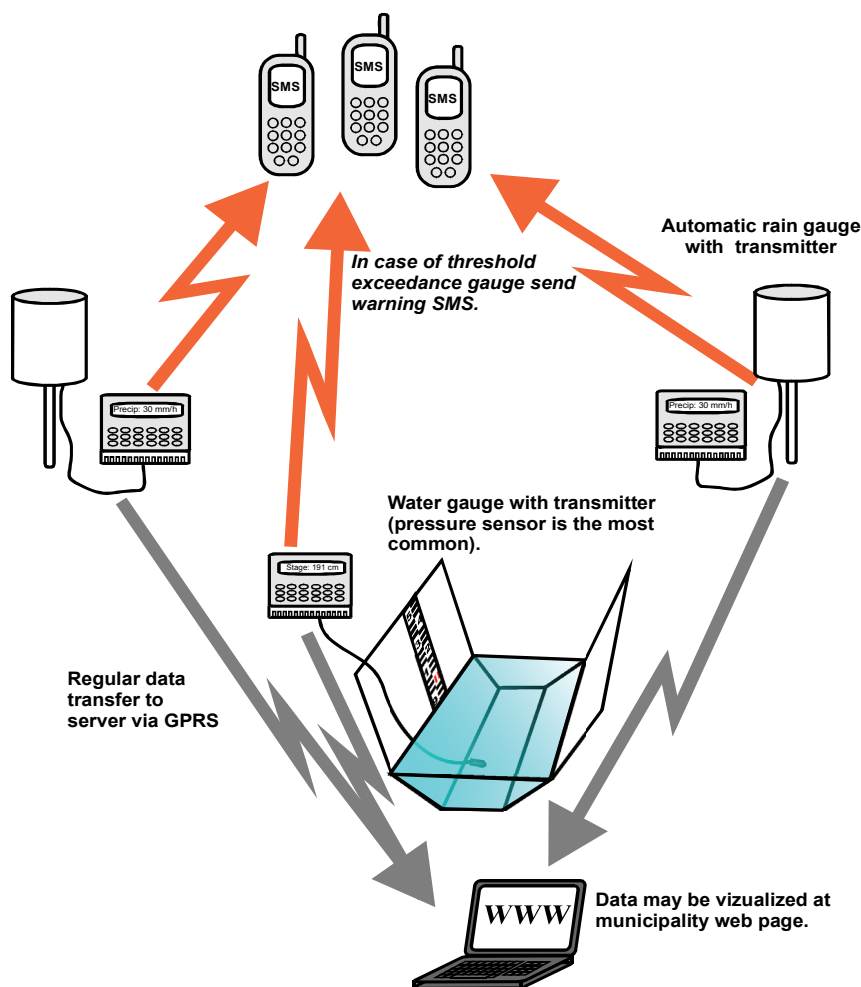 SMS
SMS
SMS
Automatic rain gauge
with transmitter
In case of threshold
exceedance gauge send
warning SMS.
Precip: 30 mm/h
Precip: 30 mm/h
Water gauge with transmitter
(pressure sensor is the most
common).
Stage: 191 cm
Regular data
transfer to
server via GPRS
WWW
Data may be vizualized at
municipality web page.